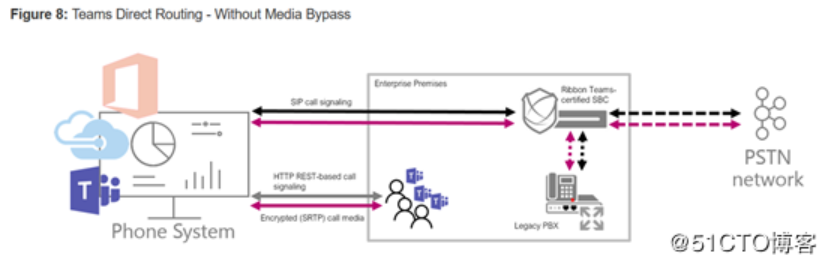 Figure 8: Teams Direct Routing - Without Media Bypass
Enterprise Premises
SIP call signaling
Ribbon Teams-
certified SBC
HTTP REST-based call
signaling
Encrypted (SRTP) call media
Legacy PBX
Phone System
PSTN
network
T
@51CTO博客